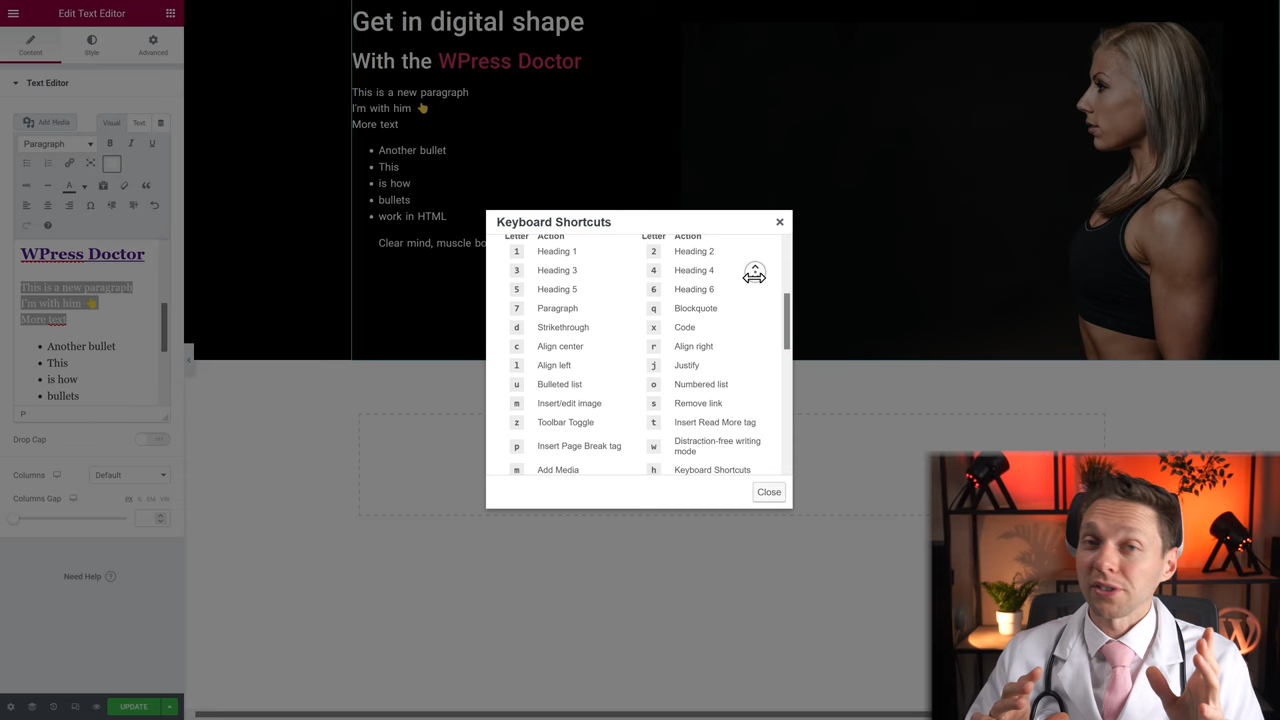 Edit Text Editor
Content
Style
Advanced
Text Editor
Add Media
Visual
Text
Paragraph
B
I
U
A
WPress Doctor
This is a new paragraph
I'm with him 👆
More text
Another bullet
This
is how
bullets
P
Drop Cap
OFF
Columns
Default
Columns Gap
PX % EM VW
Need Help ?
UPDATE
Get in digital shape
With the WPress Doctor
This is a new paragraph
I'm with him 👆
More text
Another bullet
This
is how
bullets
work in HTML
Clear mind, muscle bo
Keyboard Shortcuts
Letter Action Letter Action
1 Heading 1 2 Heading 2
3 Heading 3 4 Heading 4
5 Heading 5 6 Heading 6
7 Paragraph q Blockquote
d Strikethrough x Code
c Align center r Align right
l Align left j Justify
u Bulleted list o Numbered list
m Insert/edit image s Remove link
z Toolbar Toggle t Insert Read More tag
p Insert Page Break tag w Distraction-free writing
mode
m Add Media h Keyboard Shortcuts
Close